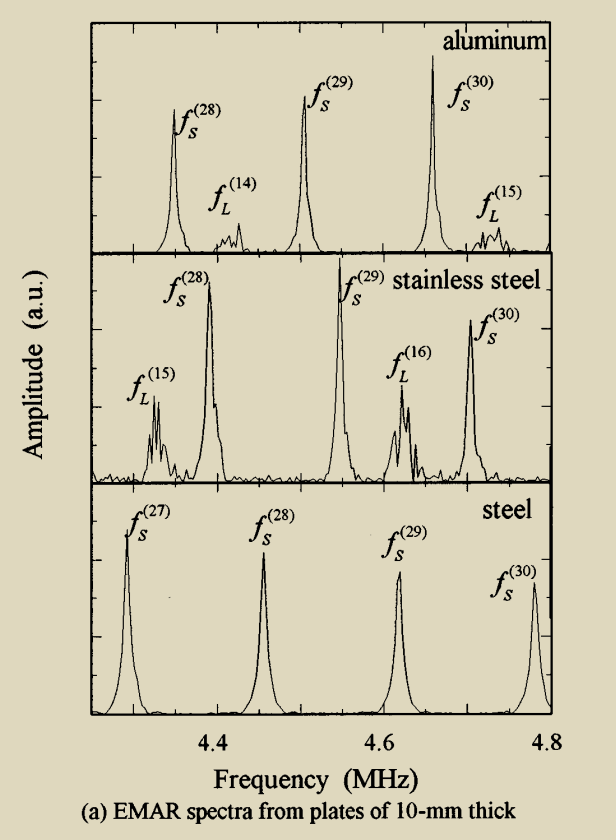 aluminum
f_S^(28)
f_L^(14)
f_S^(29)
f_S^(30)
f_L^(15)
stainless steel
f_L^(15)
f_S^(28)
f_S^(29)
f_L^(16)
f_S^(30)
steel
f_S^(27)
f_S^(28)
f_S^(29)
f_S^(30)
Amplitude (a.u.)
4.4 4.6 4.8
Frequency (MHz)
(a) EMAR spectra from plates of 10-mm thick